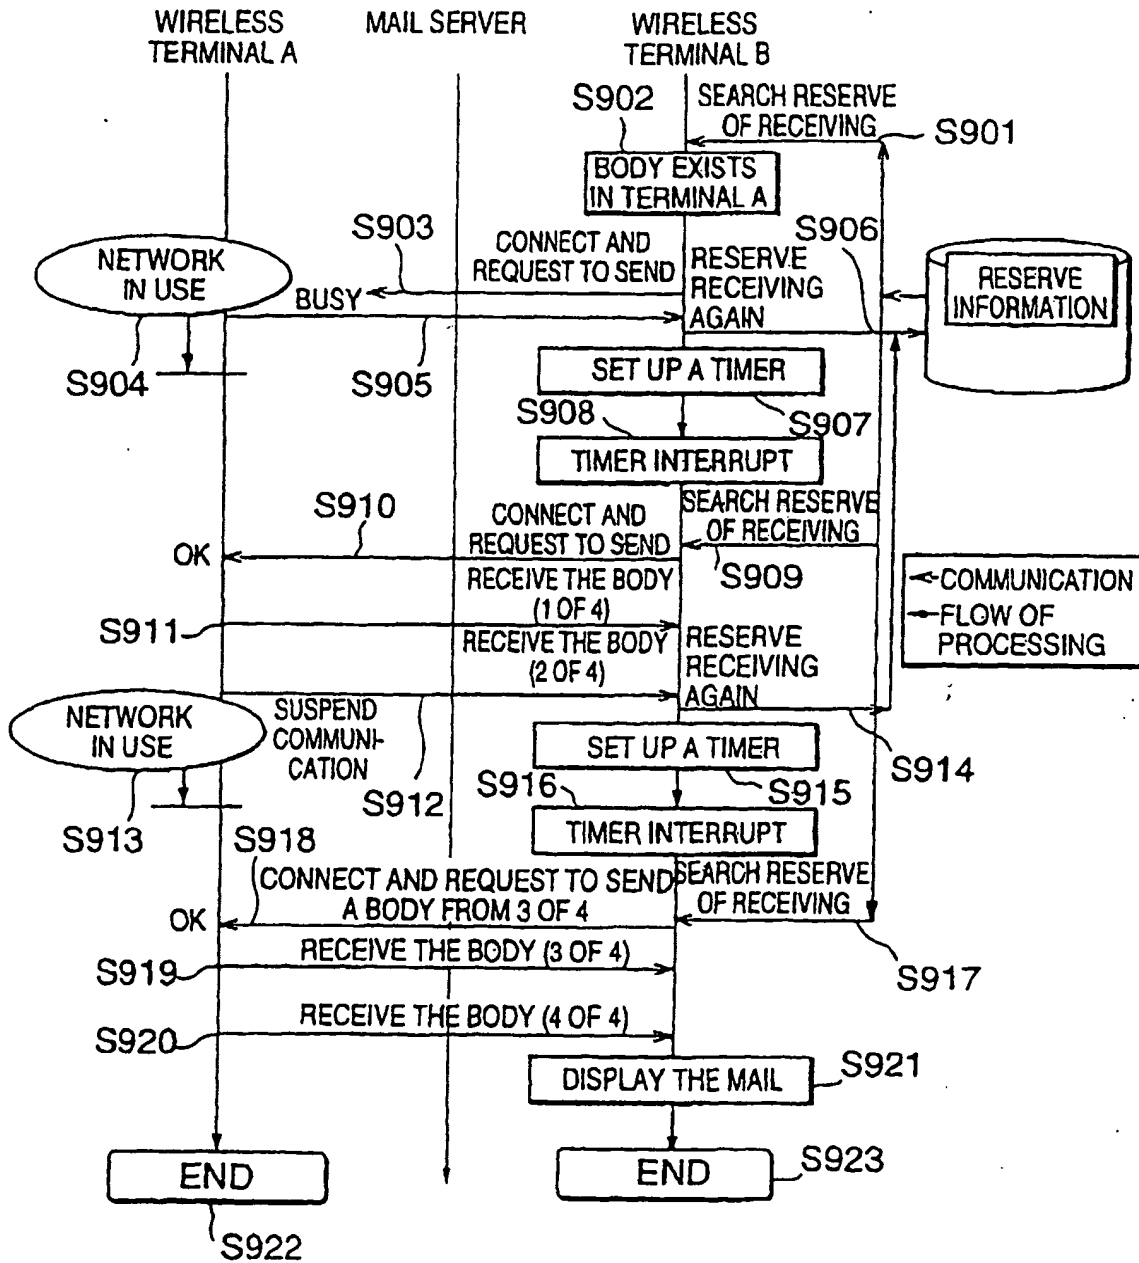 WIRELESS
TERMINAL A
MAIL SERVER
WIRELESS
TERMINAL B
S902
SEARCH RESERVE
OF RECEIVING
S901
BODY EXISTS
IN TERMINAL A
S903
CONNECT AND
REQUEST TO SEND
S906
NETWORK
IN USE
BUSY
RESERVE
RECEIVING
AGAIN
RESERVE
INFORMATION
S904
S905
SET UP A TIMER
S907
S908
TIMER INTERRUPT
S910
CONNECT AND
REQUEST TO SEND
SEARCH RESERVE
OF RECEIVING
OK
S909
RECEIVE THE BODY
(1 OF 4)
COMMUNICATION
FLOW OF
PROCESSING
S911
RECEIVE THE BODY
(2 OF 4)
RESERVE
RECEIVING
AGAIN
NETWORK
IN USE
SUSPEND
COMMUNI-
CATION
SET UP A TIMER
S914
S912
S916
S915
S913
TIMER INTERRUPT
S918
CONNECT AND REQUEST TO SEND
A BODY FROM 3 OF 4
SEARCH RESERVE
OF RECEIVING
OK
S917
RECEIVE THE BODY (3 OF 4)
S919
RECEIVE THE BODY (4 OF 4)
S920
DISPLAY THE MAIL
S921
END
END
S923
S922